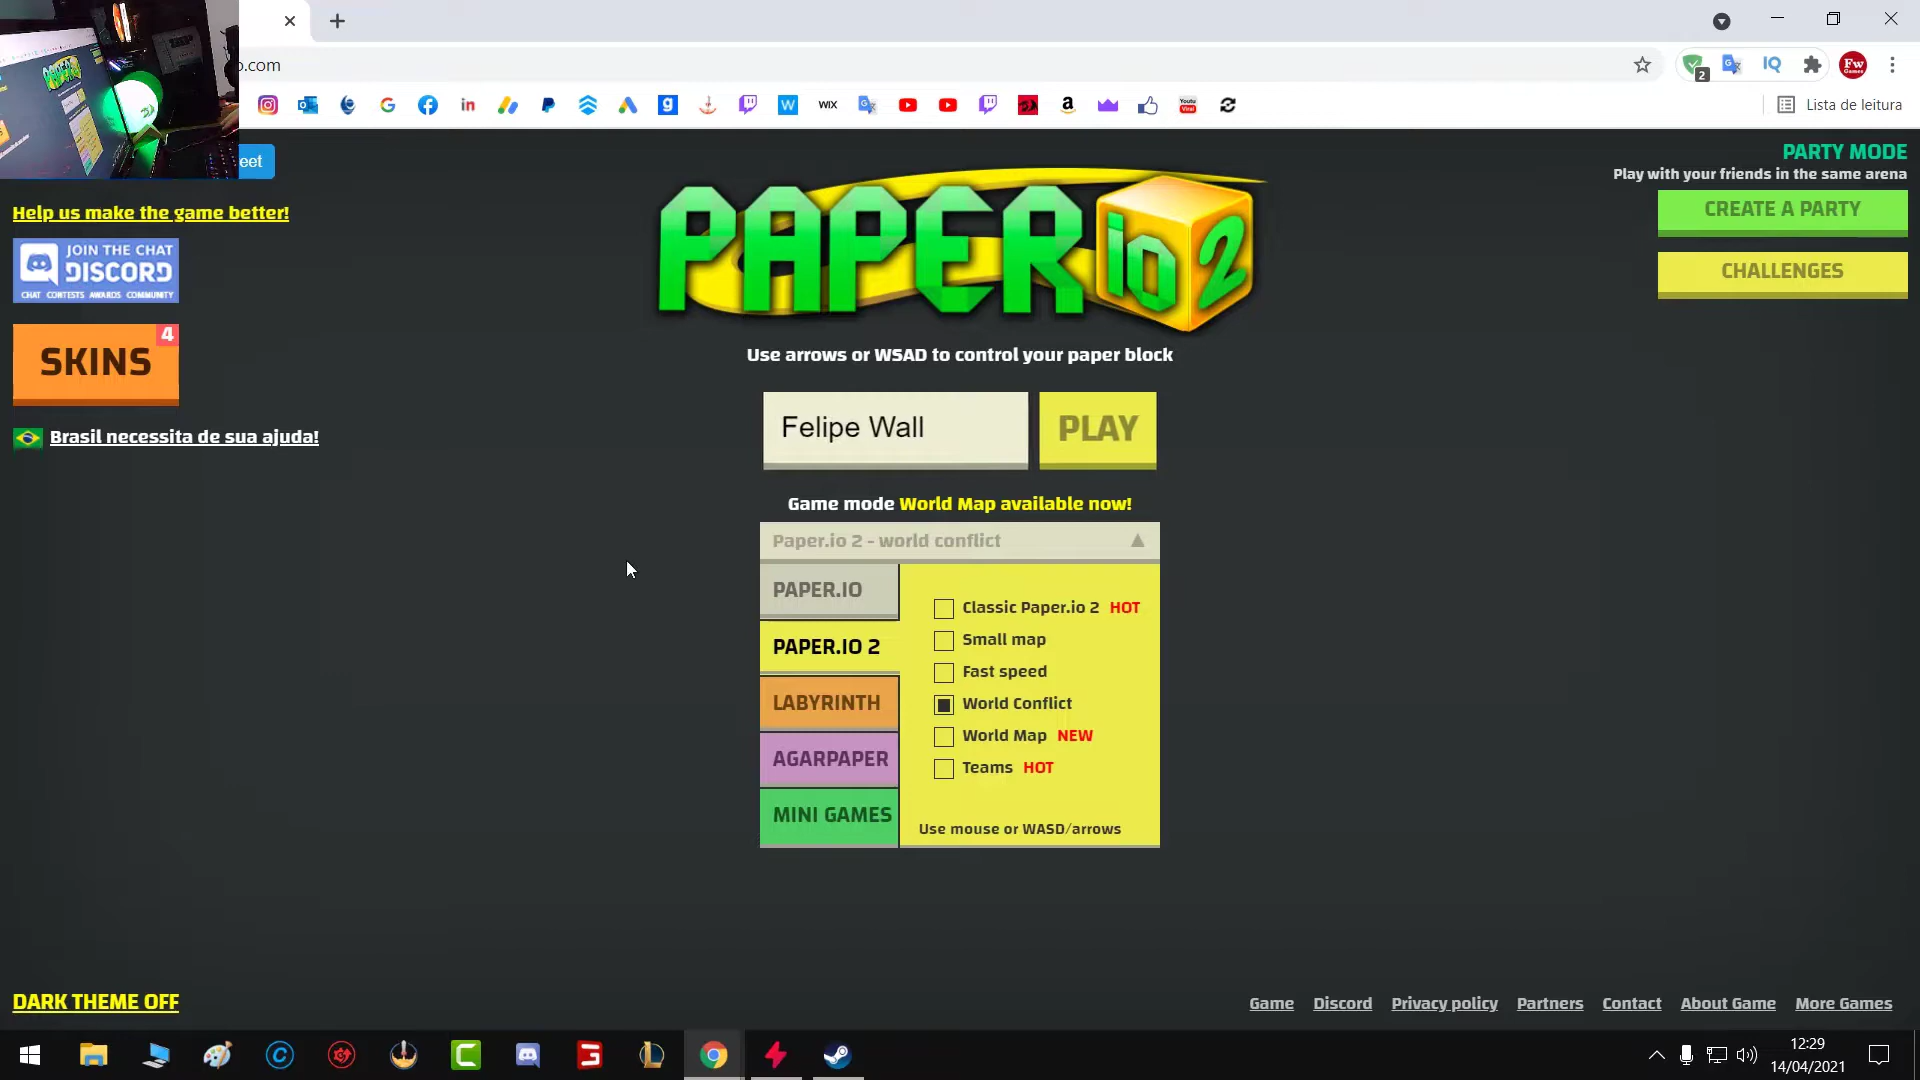 o.com
Lista de leitura
eet
Help us make the game better!
JOIN THE CHAT
DISCORD
CHAT CONTESTS AWARDS COMMUNITY
SKINS
4
Brasil necessita de sua ajuda!
PAPER io 2
Use arrows or WSAD to control your paper block
Felipe Wall
PLAY
Game mode World Map available now!
Paper.io 2 - world conflict
PAPER.IO
PAPER.IO 2
LABYRINTH
AGARPAPER
MINI GAMES
Classic Paper.io 2 HOT
Small map
Fast speed
World Conflict
World Map NEW
Teams HOT
Use mouse or WASD/arrows
PARTY MODE
Play with your friends in the same arena
CREATE A PARTY
CHALLENGES
DARK THEME OFF
Game Discord Privacy policy Partners Contact About Game More Games
12:29
14/04/2021